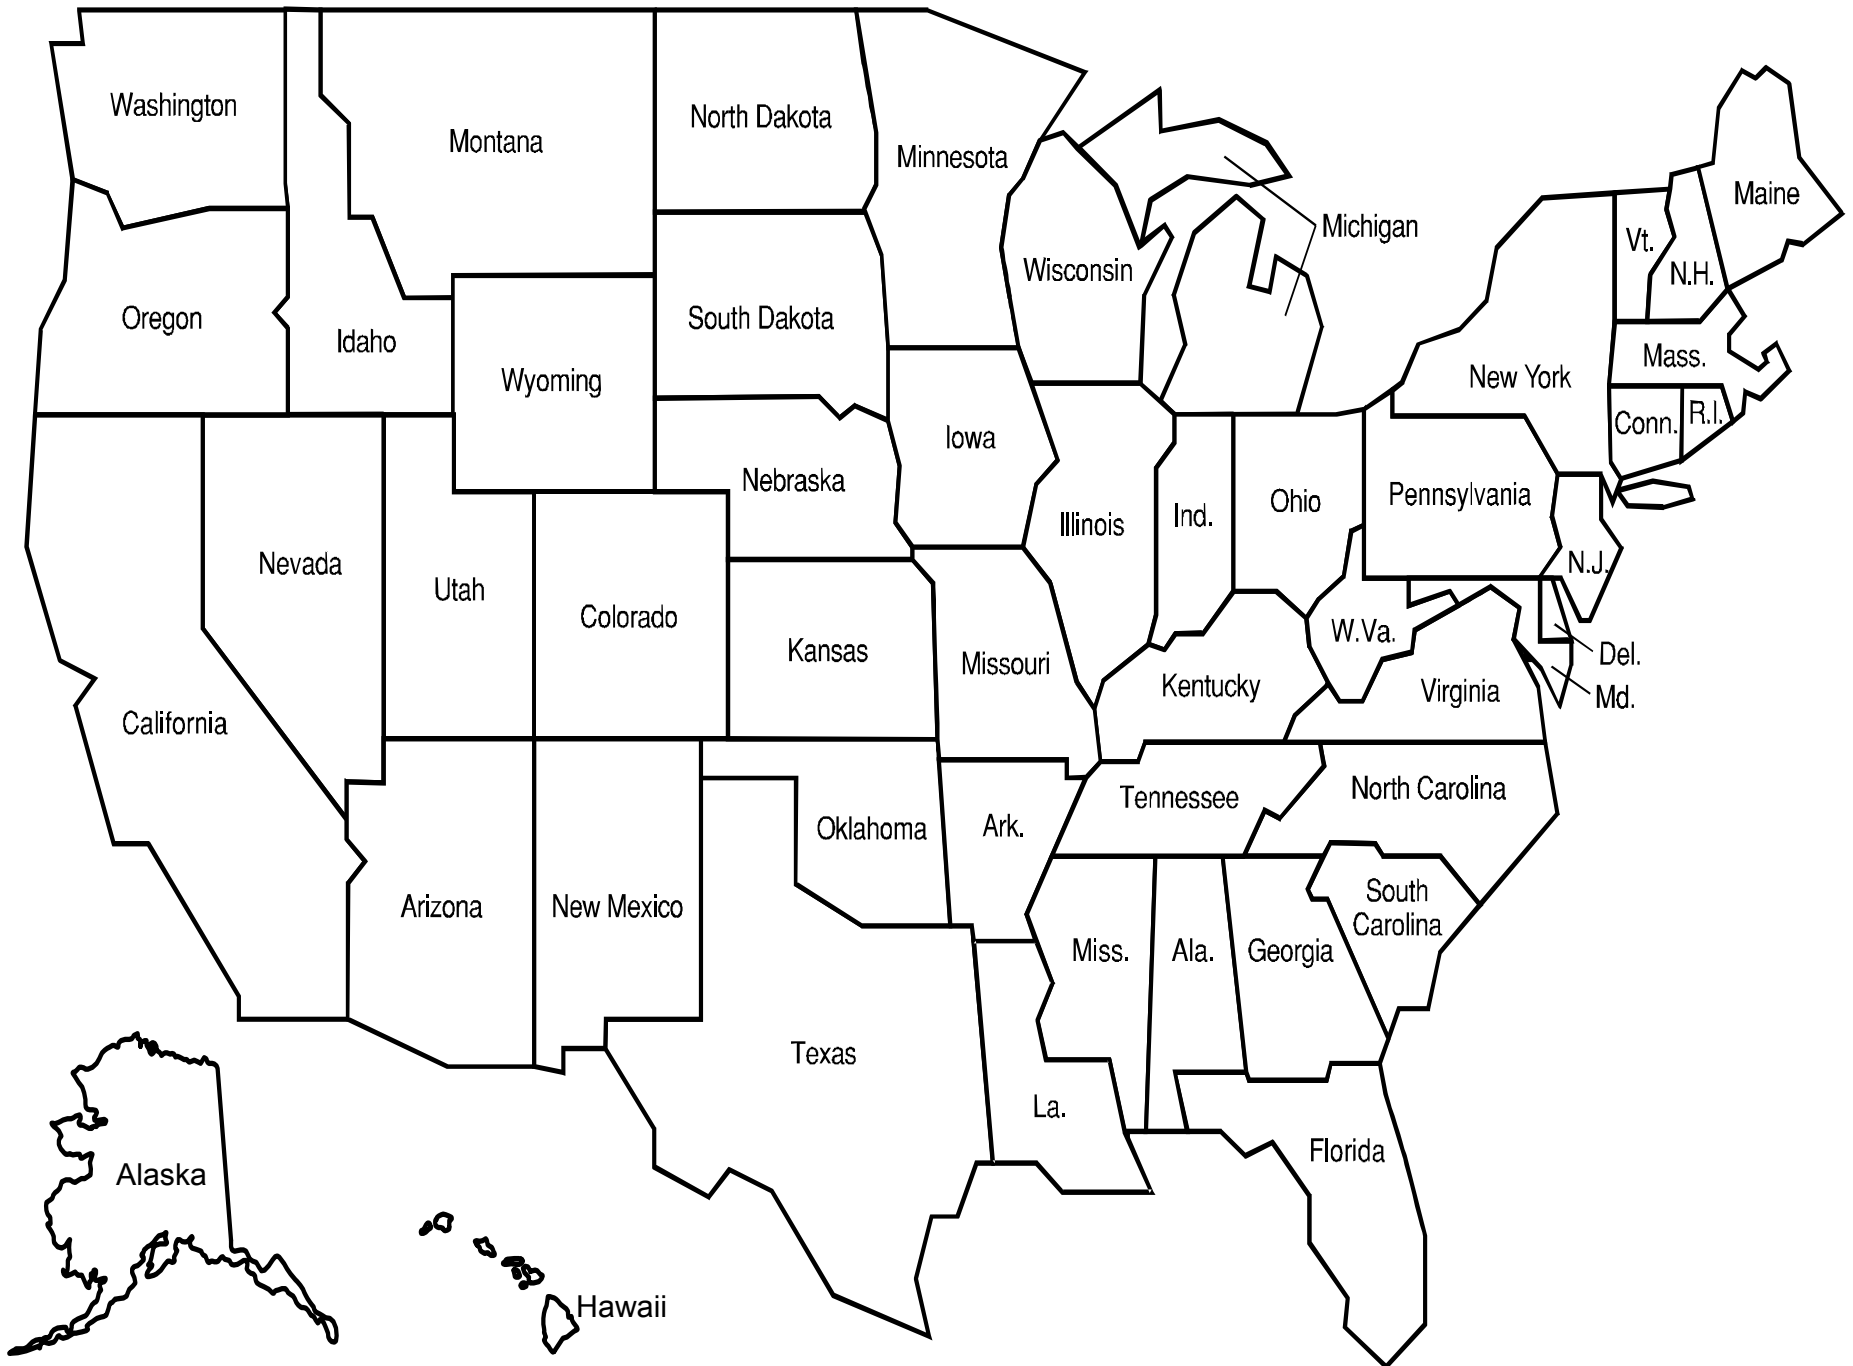 Washington
Montana
North Dakota
Minnesota
Maine
Michigan
Vt.
N.H.
Wisconsin
Oregon
Idaho
South Dakota
Wyoming
New York
Mass.
Conn.
R.I.
Iowa
Nebraska
Illinois
Ind.
Ohio
Pennsylvania
N.J.
Nevada
Utah
Colorado
Kansas
Missouri
W.Va.
Kentucky
Virginia
Del.
Md.
California
Tennessee
North Carolina
Oklahoma
Ark.
Arizona
New Mexico
South
Carolina
Miss.
Ala.
Georgia
Texas
La.
Florida
Alaska
Hawaii